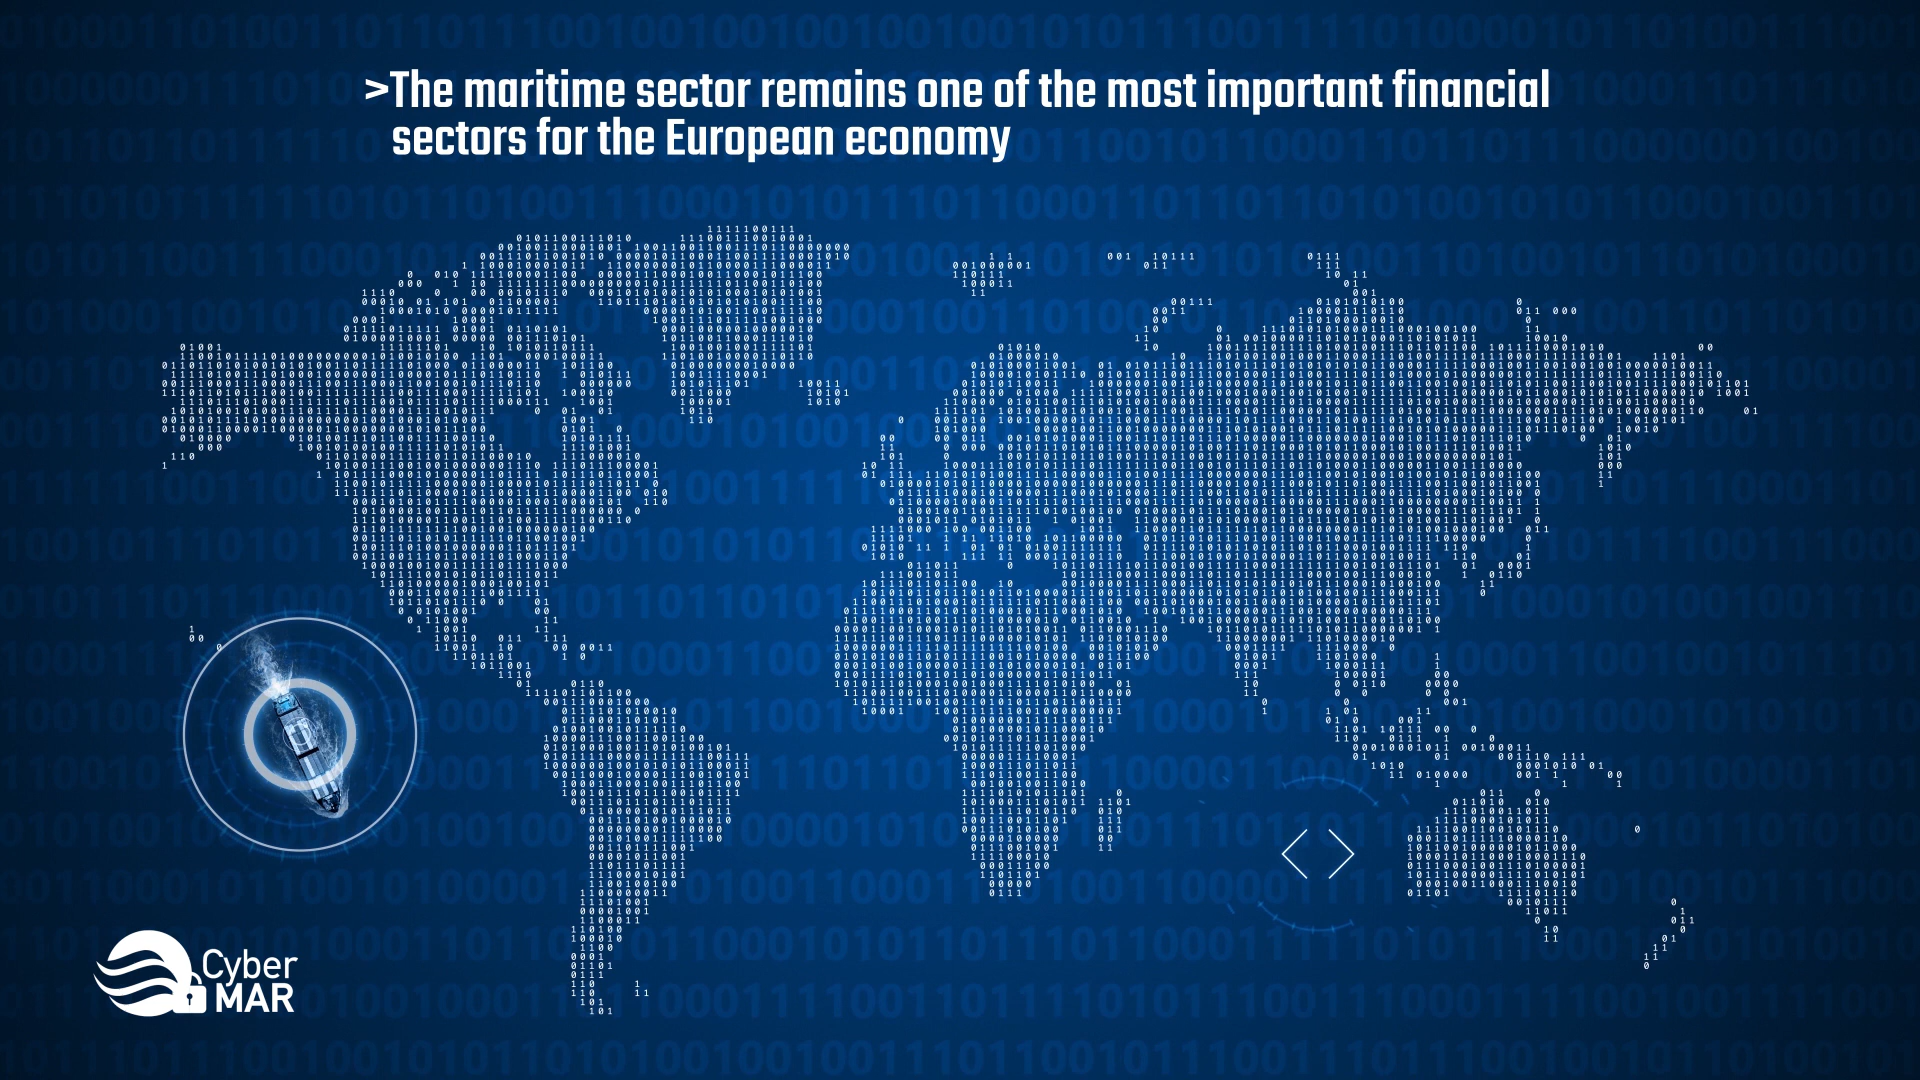 >The maritime sector remains one of the most important financial
sectors for the European economy
Cyber
MAR